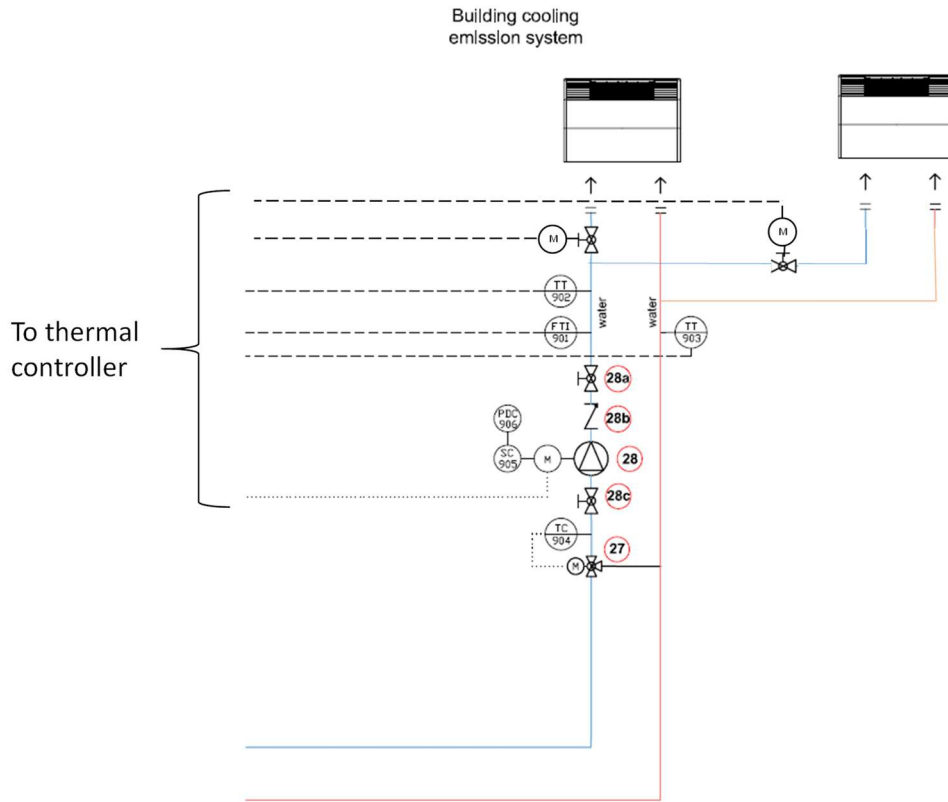 Building cooling
emission system
M
M
TT
902
water
water
FTI
901
TT
903
To thermal
controller
28a
PDC
906
28b
SC
905
M
28
28c
TC
904
27
M